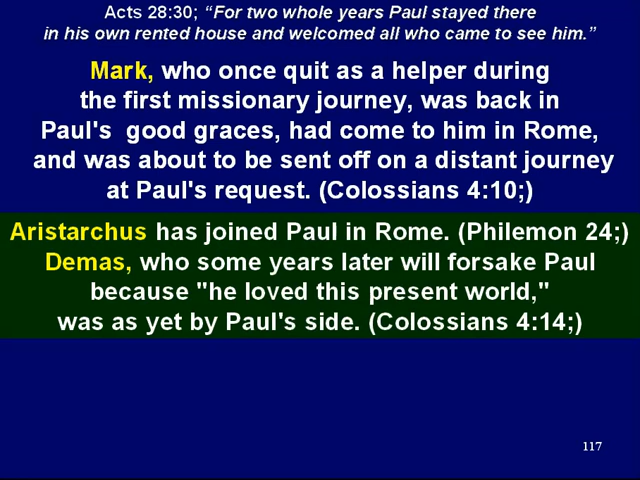 Acts 28:30; “For two whole years Paul stayed there
in his own rented house and welcomed all who came to see him.”
Mark, who once quit as a helper during
the first missionary journey, was back in
Paul's good graces, had come to him in Rome,
and was about to be sent off on a distant journey
at Paul's request. (Colossians 4:10;)
Aristarchus has joined Paul in Rome. (Philemon 24;)
Demas, who some years later will forsake Paul
because "he loved this present world,"
was as yet by Paul's side. (Colossians 4:14;)
117